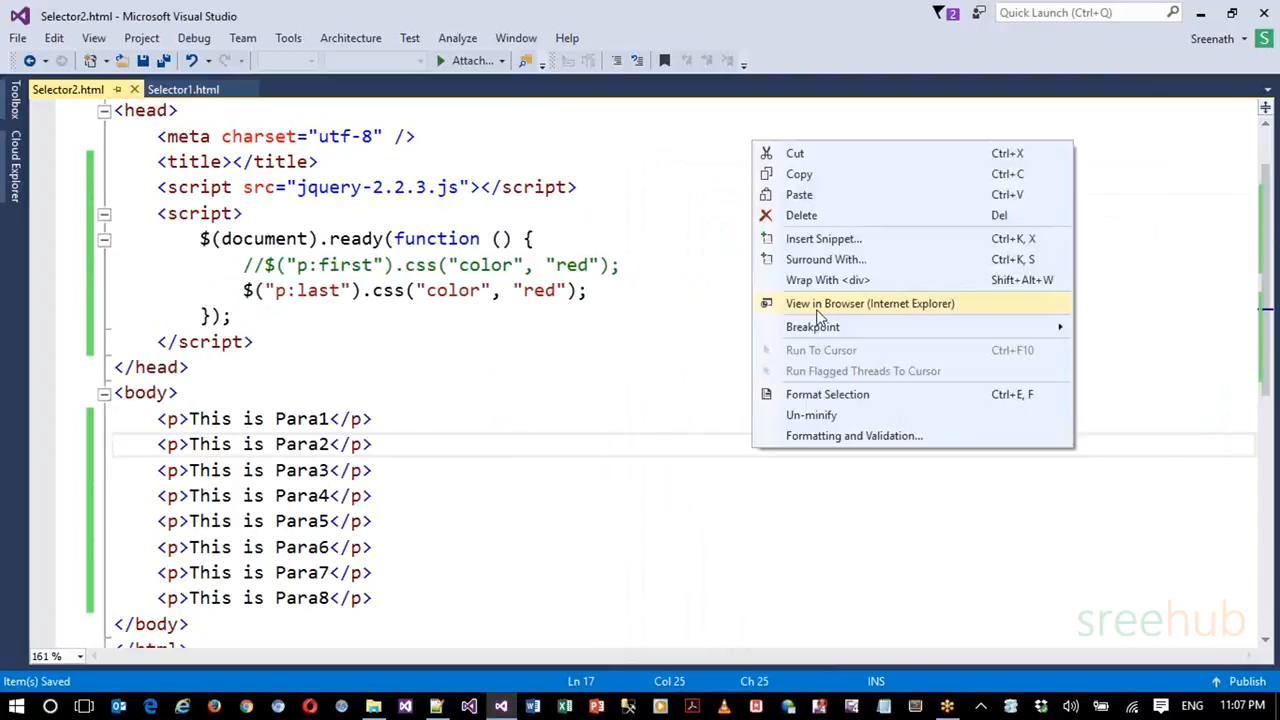 Selector2.html - Microsoft Visual Studio
2
Quick Launch (Ctrl+Q)
File Edit View Project Debug Team Tools Architecture Test Analyze Window Help
Sreenath
S
Attach...
Toolbox
Cloud Explorer
Selector2.html
Selector1.html
<head>
<meta charset="utf-8" />
<title></title>
<script src="jquery-2.2.3.js"></script>
<script>
$(document).ready(function () {
//$("p:first").css("color", "red");
$("p:last").css("color", "red");
});
</script>
</head>
<body>
<p>This is Para1</p>
<p>This is Para2</p>
<p>This is Para3</p>
<p>This is Para4</p>
<p>This is Para5</p>
<p>This is Para6</p>
<p>This is Para7</p>
<p>This is Para8</p>
</body>
</html>
Cut Ctrl+X
Copy Ctrl+C
Paste Ctrl+V
Delete Del
Insert Snippet... Ctrl+K, X
Surround With... Ctrl+K, S
Wrap With <div> Shift+Alt+W
View in Browser (Internet Explorer)
Breakpoint
Run To Cursor Ctrl+F10
Run Flagged Threads To Cursor
Format Selection Ctrl+E, F
Un-minify
Formatting and Validation...
sreehub
161 %
Item(s) Saved
Ln 17
Col 25
Ch 25
INS
Publish
ENG
11:07 PM